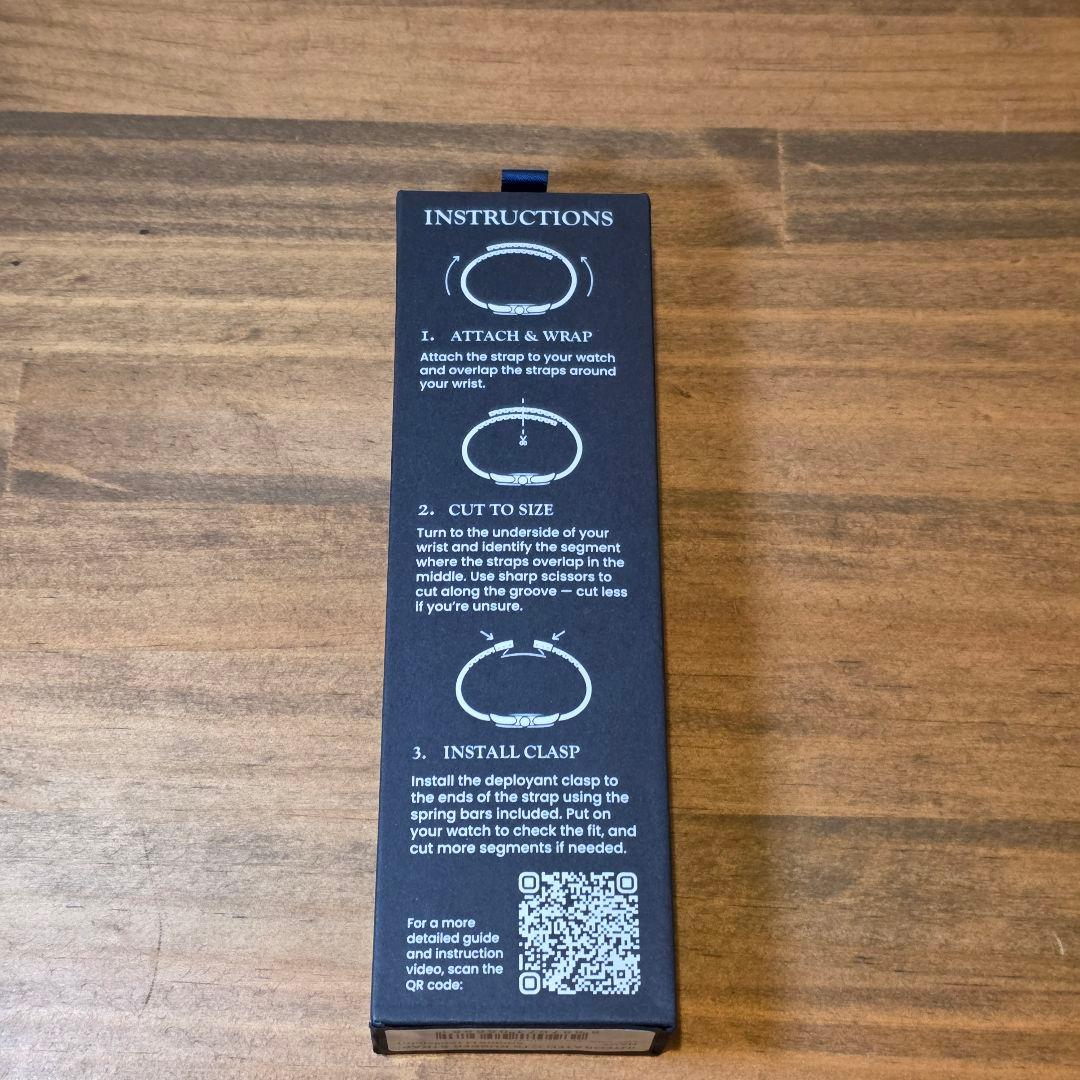 INSTRUCTIONS
1. ATTACH & WRAP
Attach the strap to your watch
and overlap the straps around
your wrist.
2. CUT TO SIZE
Turn to the underside of your
wrist and identify the segment
where the straps overlap in the
middle. Use sharp scissors to
cut along the groove — cut less
if you're unsure.
3. INSTALL CLASP
Install the deployant clasp to
the ends of the strap using the
spring bars included. Put on
your watch to check the fit, and
cut more segments if needed.
For a more
detailed guide
and instruction
video, scan the
QR code: